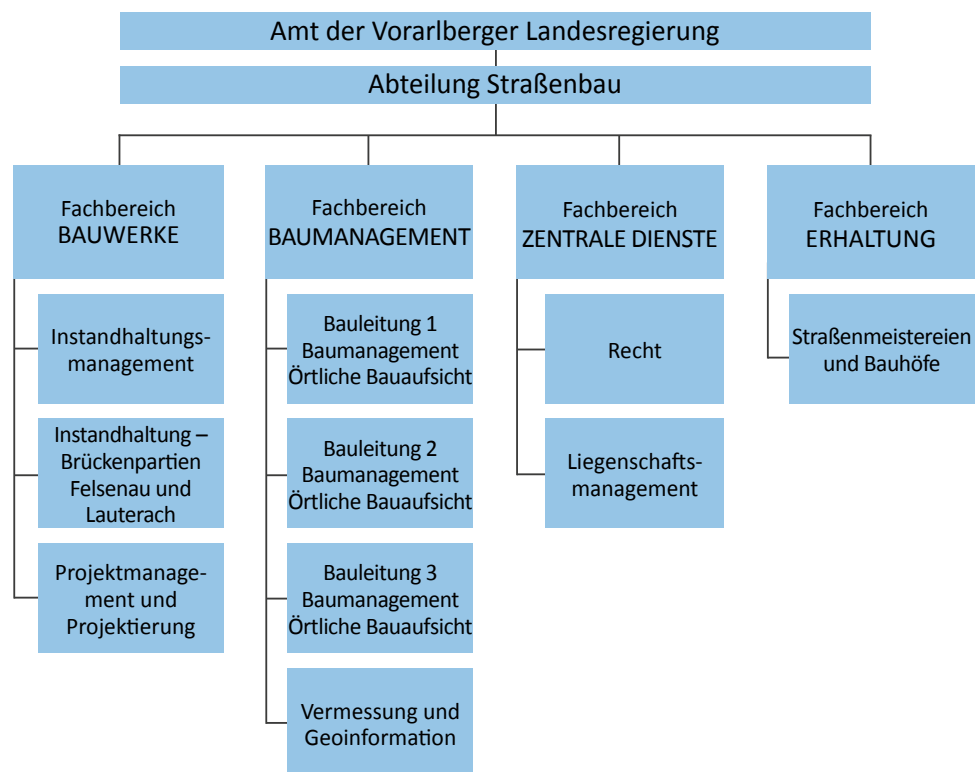 Amt der Vorarlberger Landesregierung
Abteilung Straßenbau
Fachbereich
BAUWERKE
Instandhaltungs-
management
Instandhaltung –
Brückenpartien
Felsenau und
Lauterach
Projektmanage-
ment und
Projektierung
Fachbereich
BAUMANAGEMENT
Bauleitung 1
Baumanagement
Örtliche Bauaufsicht
Bauleitung 2
Baumanagement
Örtliche Bauaufsicht
Bauleitung 3
Baumanagement
Örtliche Bauaufsicht
Vermessung und
Geoinformation
Fachbereich
ZENTRALE DIENSTE
Recht
Liegenschafts-
management
Fachbereich
ERHALTUNG
Straßenmeistereien
und Bauhöfe